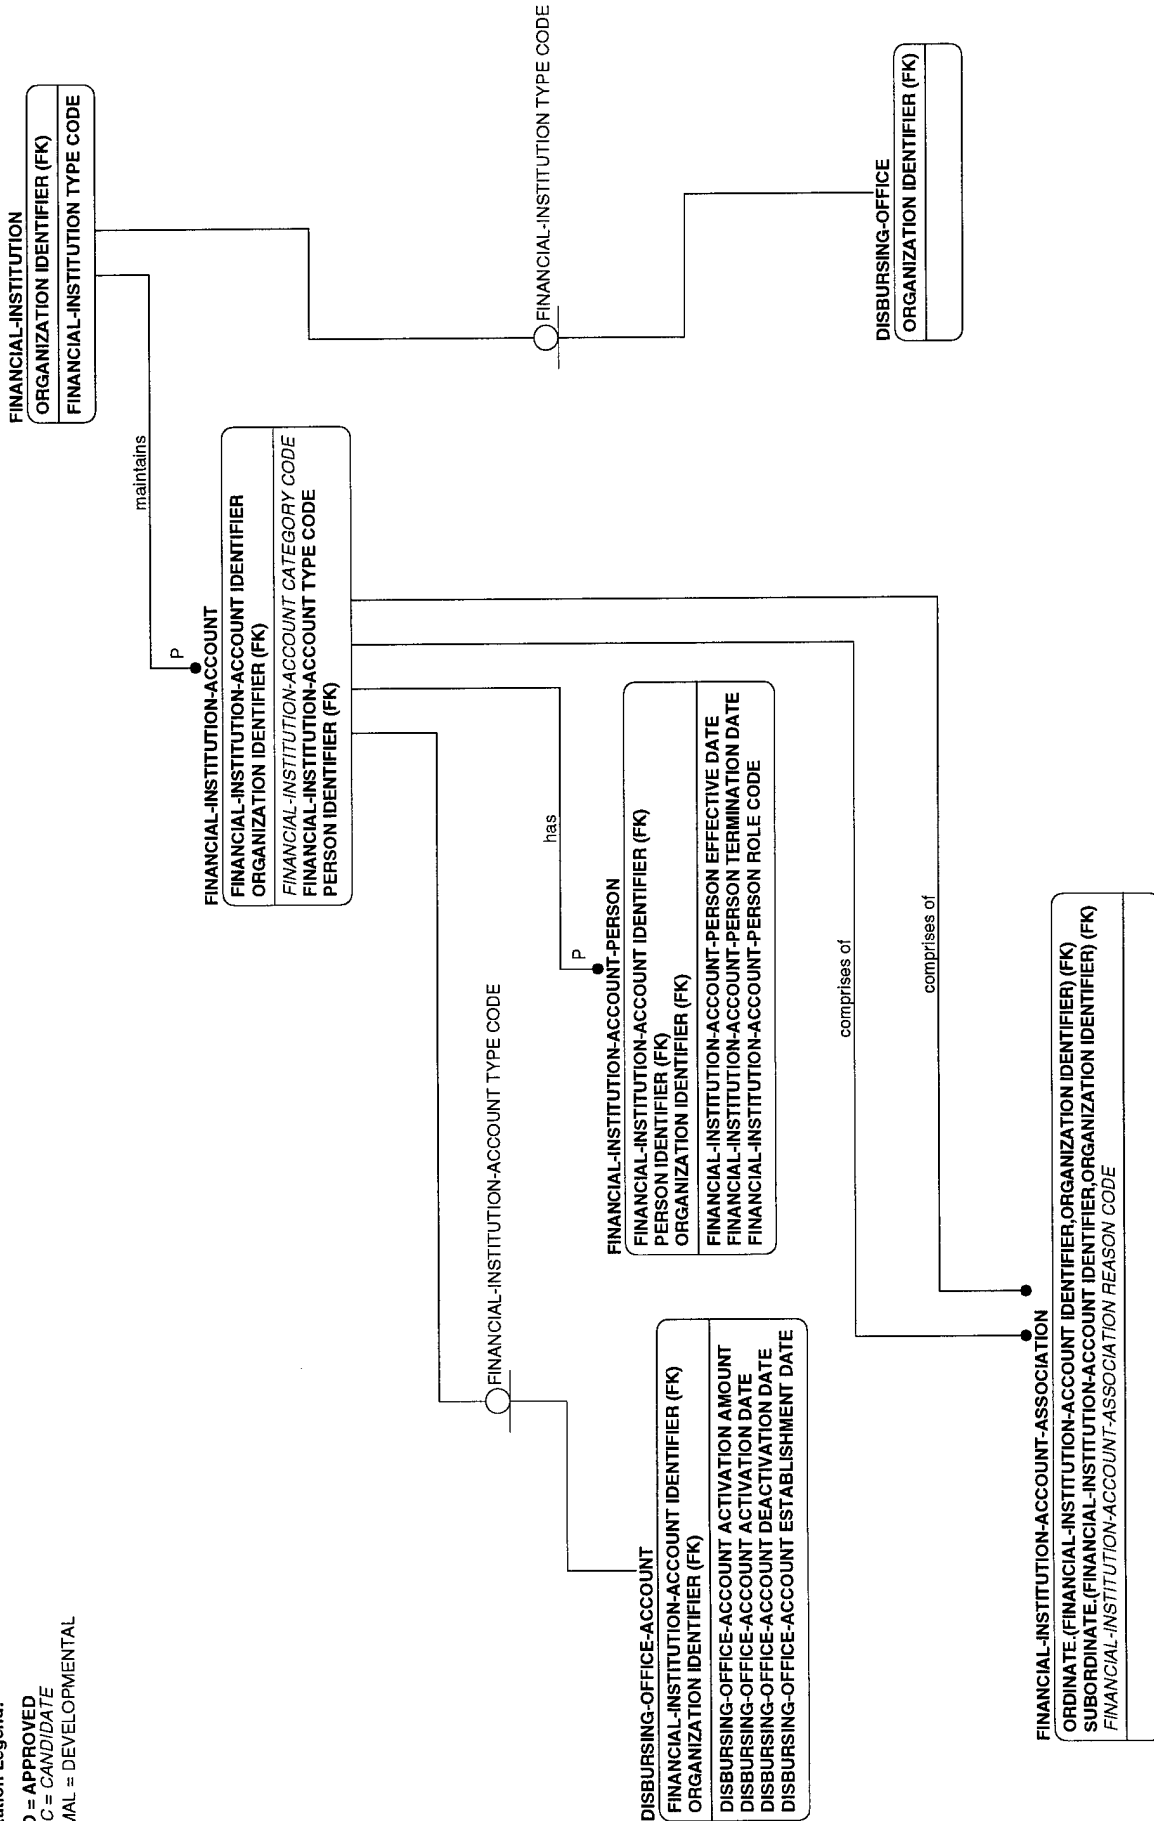 FINANCIAL-INSTITUTION
ORGANIZATION IDENTIFIER (FK)
FINANCIAL-INSTITUTION TYPE CODE
maintains
P
FINANCIAL-INSTITUTION-ACCOUNT
FINANCIAL-INSTITUTION-ACCOUNT IDENTIFIER
ORGANIZATION IDENTIFIER (FK)
FINANCIAL-INSTITUTION-ACCOUNT CATEGORY CODE
FINANCIAL-INSTITUTION-ACCOUNT TYPE CODE
PERSON IDENTIFIER (FK)
FINANCIAL-INSTITUTION TYPE CODE
DISBURSING-OFFICE
ORGANIZATION IDENTIFIER (FK)
FINANCIAL-INSTITUTION-ACCOUNT TYPE CODE
has
P
FINANCIAL-INSTITUTION-ACCOUNT-PERSON
FINANCIAL-INSTITUTION-ACCOUNT IDENTIFIER (FK)
PERSON IDENTIFIER (FK)
ORGANIZATION IDENTIFIER (FK)
FINANCIAL-INSTITUTION-ACCOUNT-PERSON EFFECTIVE DATE
FINANCIAL-INSTITUTION-ACCOUNT-PERSON TERMINATION DATE
FINANCIAL-INSTITUTION-ACCOUNT-PERSON ROLE CODE
DISBURSING-OFFICE-ACCOUNT
FINANCIAL-INSTITUTION-ACCOUNT IDENTIFIER (FK)
ORGANIZATION IDENTIFIER (FK)
DISBURSING-OFFICE-ACCOUNT ACTIVATION AMOUNT
DISBURSING-OFFICE-ACCOUNT ACTIVATION DATE
DISBURSING-OFFICE-ACCOUNT DEACTIVATION DATE
DISBURSING-OFFICE-ACCOUNT ESTABLISHMENT DATE
comprises of
comprises of
FINANCIAL-INSTITUTION-ACCOUNT-ASSOCIATION
ORDINATE.(FINANCIAL-INSTITUTION-ACCOUNT IDENTIFIER,ORGANIZATION IDENTIFIER) (FK)
SUBORDINATE.(FINANCIAL-INSTITUTION-ACCOUNT IDENTIFIER,ORGANIZATION IDENTIFIER) (FK)
FINANCIAL-INSTITUTION-ACCOUNT-ASSOCIATION REASON CODE
Legend:
= APPROVED
C = CANDIDATE
MAL = DEVELOPMENTAL